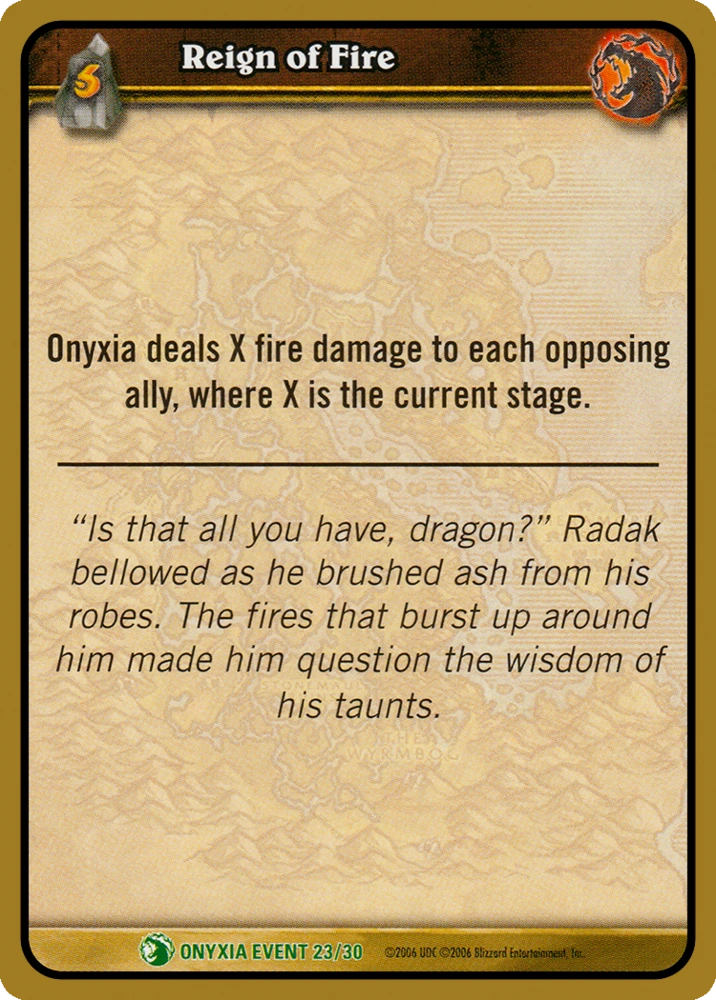 5
Reign of Fire
Onyxia deals X fire damage to each opposing
ally, where X is the current stage.
“Is that all you have, dragon?” Radak
bellowed as he brushed ash from his
robes. The fires that burst up around
him made him question the wisdom of
his taunts.
THE
WYRMBOG
ONYXIA EVENT 23/30
©2006 UDC ©2006 Blizzard Entertainment, Inc.